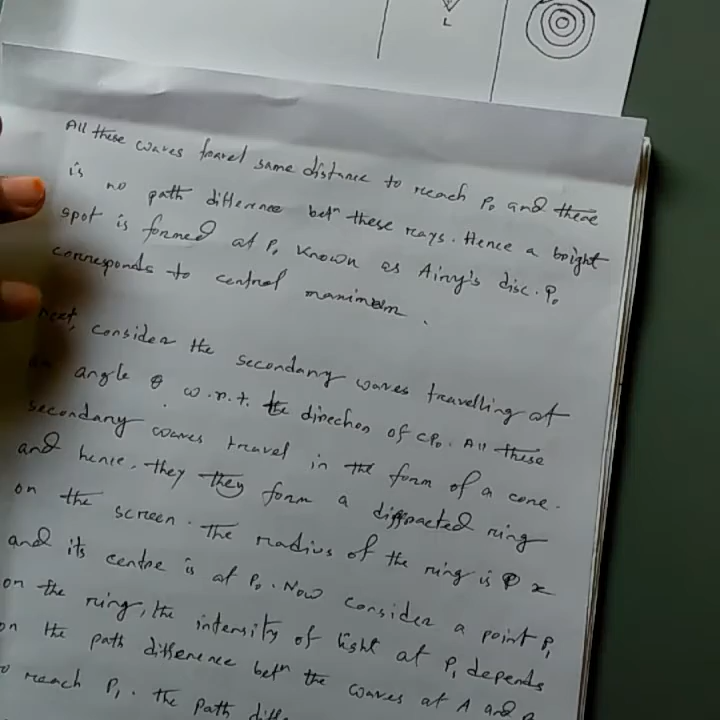 L
All these waves travel same distance to reach P₀ and there
is no path difference betⁿ these rays. Hence a bright
spot is formed at P₀ known as Airy's disc. P₀
corresponds to central maximum.
next, consider the secondary waves travelling at
angle θ w.r.t. the direction of CP₀. All these
secondary waves travel in the form of a cone.
and hence, they they form a diffracted ring
on the screen. The radius of the ring is x
and its centre is at P₀. Now consider a point P₁
on the ring, the intensity of light at P₁ depends
on the path difference betⁿ the waves at A and
to reach P₁. The path